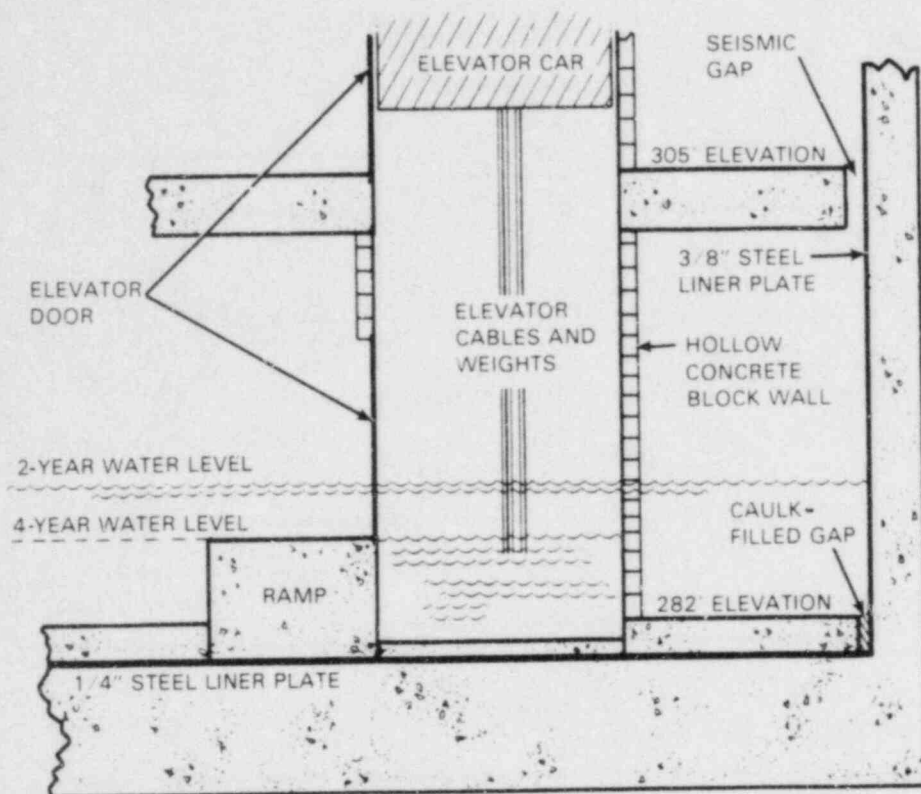 ELEVATOR CAR
SEISMIC
GAP
305' ELEVATION
3/8" STEEL
LINER PLATE
ELEVATOR
DOOR
ELEVATOR
CABLES AND
WEIGHTS
HOLLOW
CONCRETE
BLOCK WALL
2-YEAR WATER LEVEL
CAULK-
FILLED GAP
4-YEAR WATER LEVEL
RAMP
282' ELEVATION
1/4" STEEL LINER PLATE